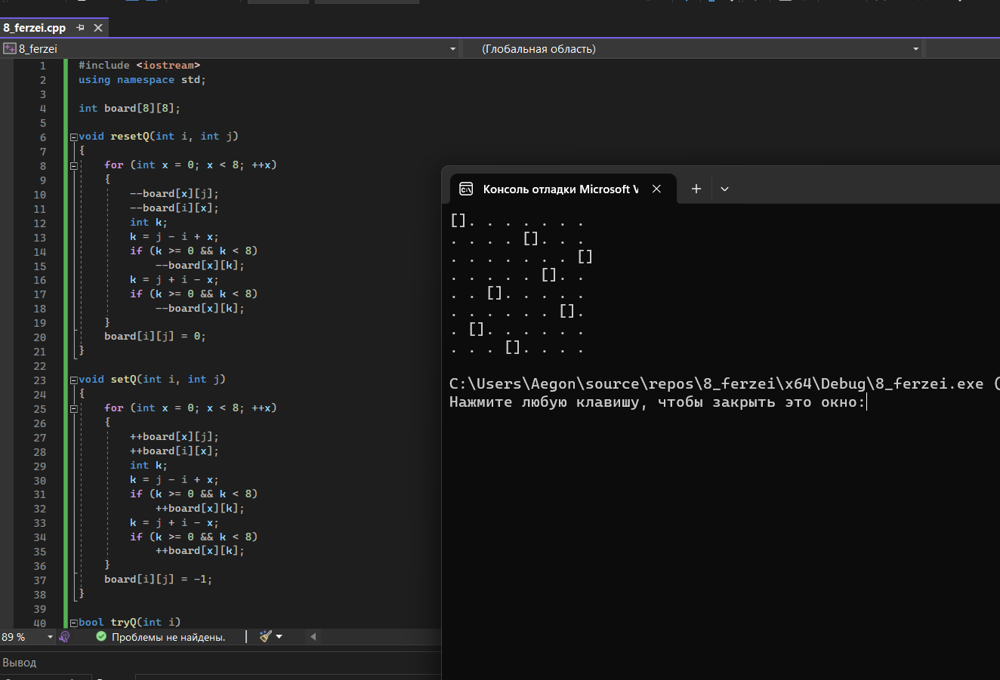 8_ferzei.cpp
8_ferzei
(Глобальная область)
1 #include <iostream>
2 using namespace std;
3
4 int board[8][8];
5
6 void resetQ(int i, int j)
7 {
8 for (int x = 0; x < 8; ++x)
9 {
10 --board[x][j];
11 --board[i][x];
12 int k;
13 k = j - i + x;
14 if (k >= 0 && k < 8)
15 --board[x][k];
16 k = j + i - x;
17 if (k >= 0 && k < 8)
18 --board[x][k];
19 }
20 board[i][j] = 0;
21 }
22
23 void setQ(int i, int j)
24 {
25 for (int x = 0; x < 8; ++x)
26 {
27 ++board[x][j];
28 ++board[i][x];
29 int k;
30 k = j - i + x;
31 if (k >= 0 && k < 8)
32 ++board[x][k];
33 k = j + i - x;
34 if (k >= 0 && k < 8)
35 ++board[x][k];
36 }
37 board[i][j] = -1;
38 }
39
40 bool tryQ(int i)
89 %
Проблемы не найдены.
Вывод
Консоль отладки Microsoft V
[]. . . . . . .
. . . . []. . .
. . . . . . . []
. . . . . []. .
. . []. . . . .
. . . . . . [].
. []. . . . . .
. . . []. . . .
C:\Users\Aegon\source\repos\8_ferzei\x64\Debug\8_ferzei.exe (
Нажмите любую клавишу, чтобы закрыть это окно: